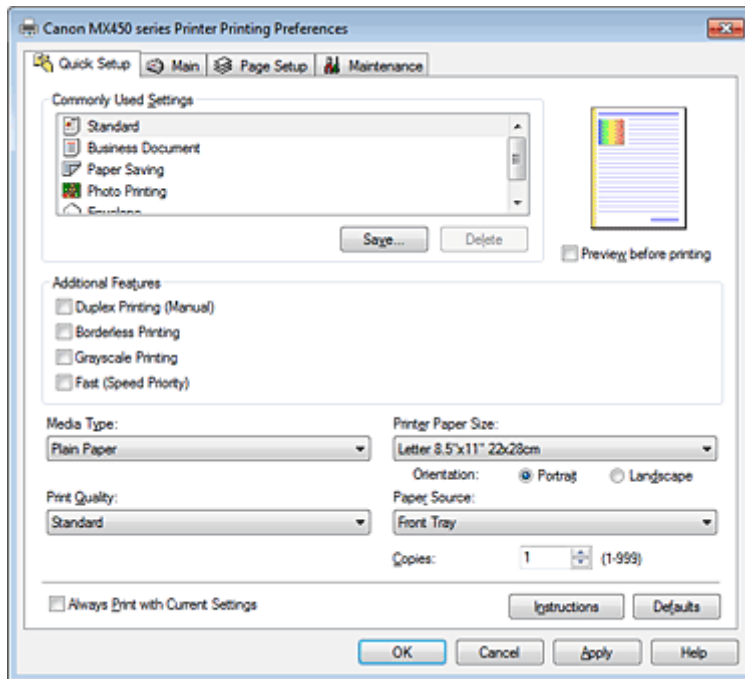 Canon MX450 series Printer Printing Preferences
Quick Setup Main Page Setup Maintenance
Commonly Used Settings
Standard
Business Document
Paper Saving
Photo Printing
Envelope
Save... Delete
Preview before printing
Additional Features
Duplex Printing (Manual)
Borderless Printing
Grayscale Printing
Fast (Speed Priority)
Media Type: Printer Paper Size:
Plain Paper Letter 8.5"x11" 22x28cm
Orientation: Portrait Landscape
Print Quality: Paper Source:
Standard Front Tray
Copies: 1 (1-999)
Always Print with Current Settings Instructions Defaults
OK Cancel Apply Help